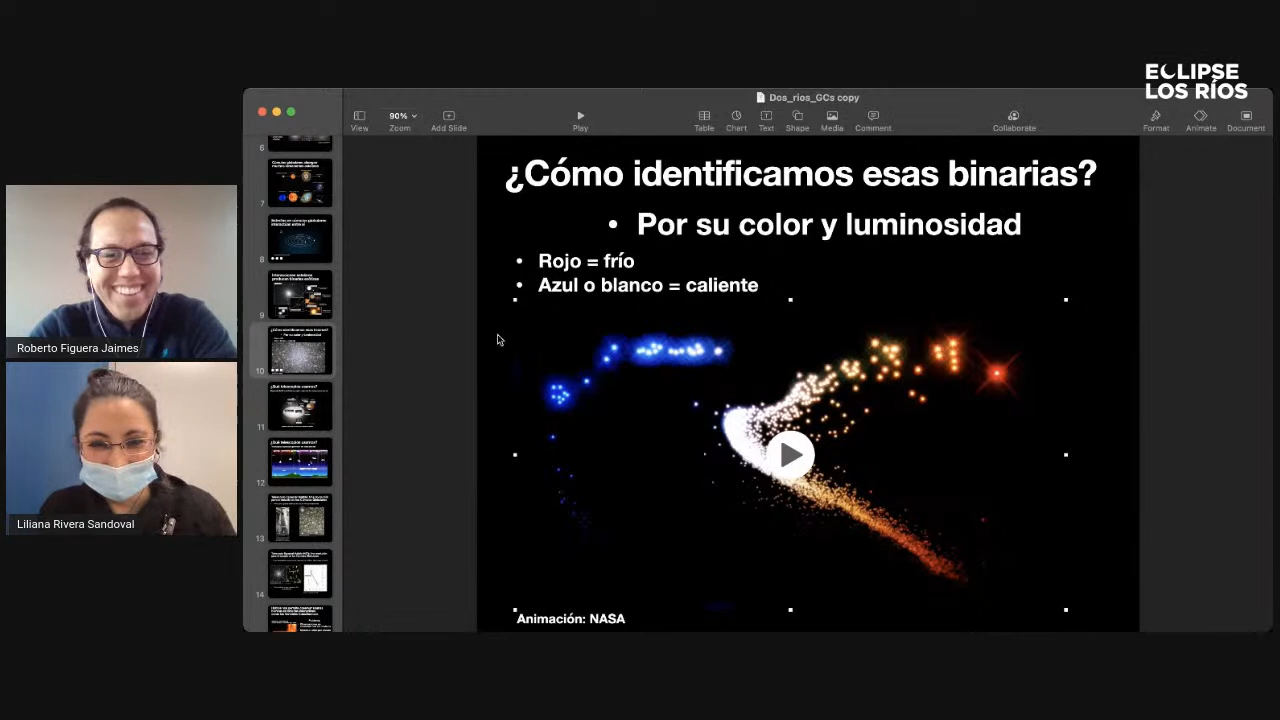 ECLIPSE
LOS RÍOS
Dos_rios_GCs copy
90%
View
Zoom
Add Slide
Play
Table
Chart
Text
Shape
Media
Comment
Collaborate
Format
Animate
Document
6
7
8
9
10
11
12
13
14
¿Cómo identificamos esas binarias?
• Por su color y luminosidad
• Rojo = frío
• Azul o blanco = caliente
Animación: NASA
Roberto Figuera Jaimes
Liliana Rivera Sandoval